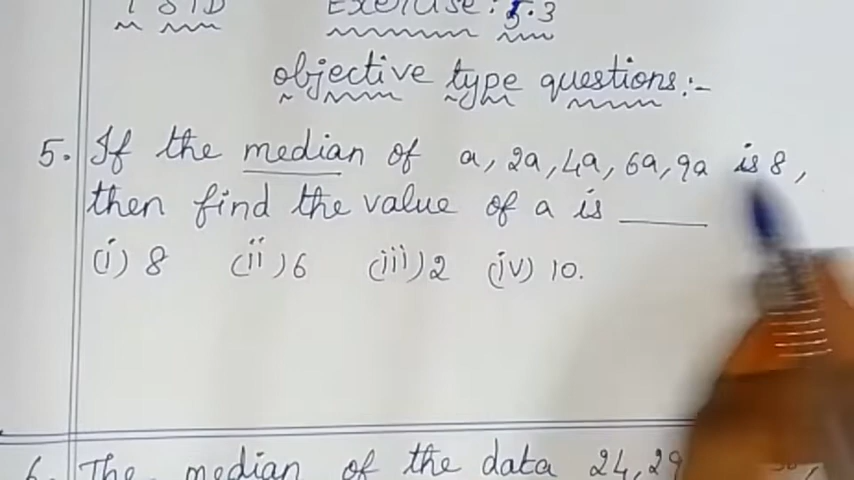 Exercise: 5.3
objective type questions:-
5. If the median of a, 2a, 4a, 6a, 9a is 8,
then find the value of a is ______
(i) 8 (ii) 6 (iii) 2 (iv) 10.
6. The median of the data 24, 29